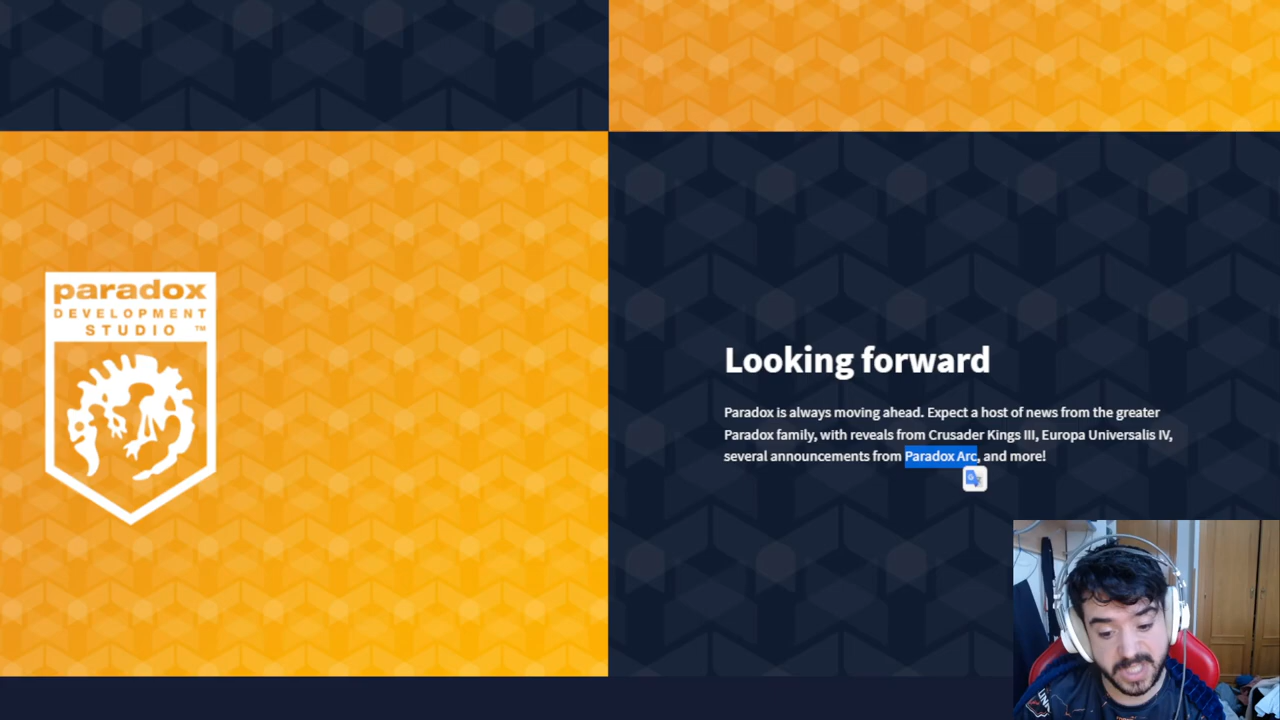 paradox
DEVELOPMENT
STUDIO ™
Looking forward
Paradox is always moving ahead. Expect a host of news from the greater
Paradox family, with reveals from Crusader Kings III, Europa Universalis IV,
several announcements from Paradox Arc, and more!